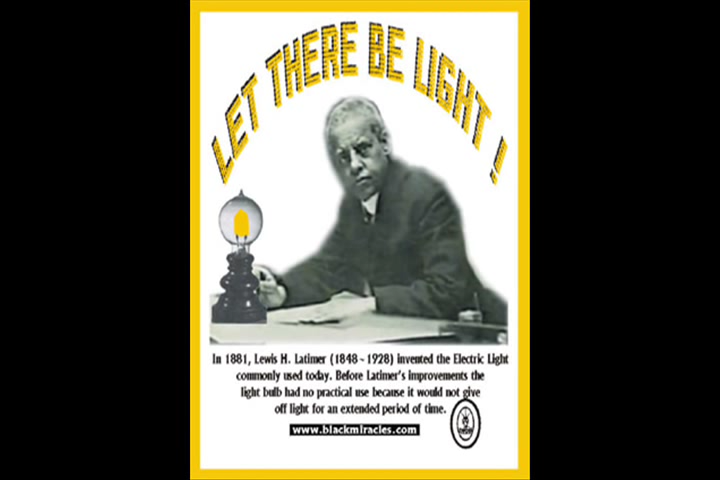 LET THERE BE LIGHT !
In 1881, Lewis H. Latimer (1848~1928) invented the Electric Light
commonly used today. Before Latimer's improvements the
light bulb had no practical use because it would not give
off light for an extended period of time.
www.blackmiracles.com